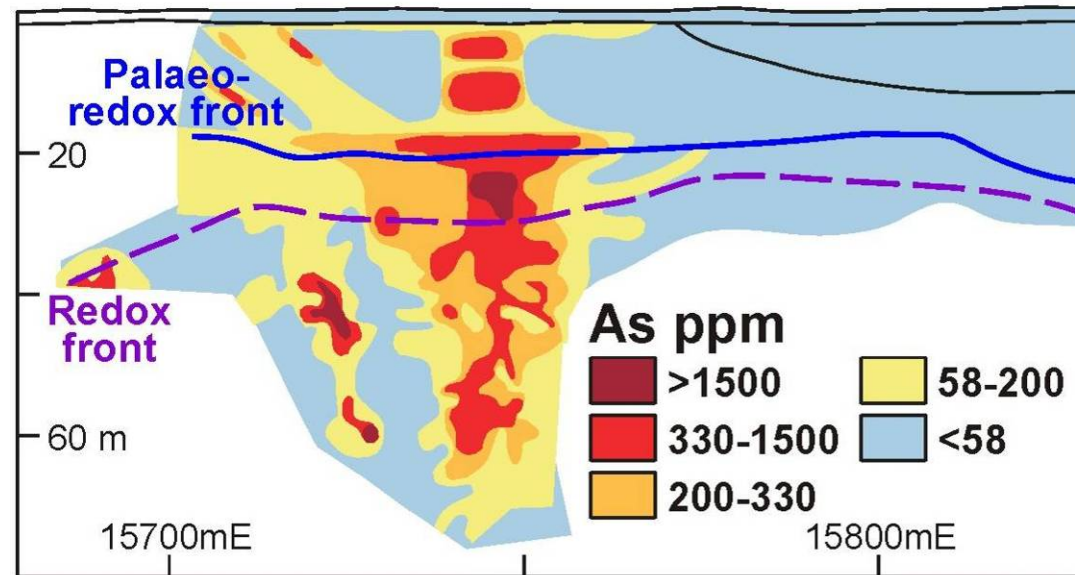 Palaeo-
redox front
20
Redox
front
As ppm
>1500
58-200
330-1500
<58
200-330
60 m
15700mE
15800mE